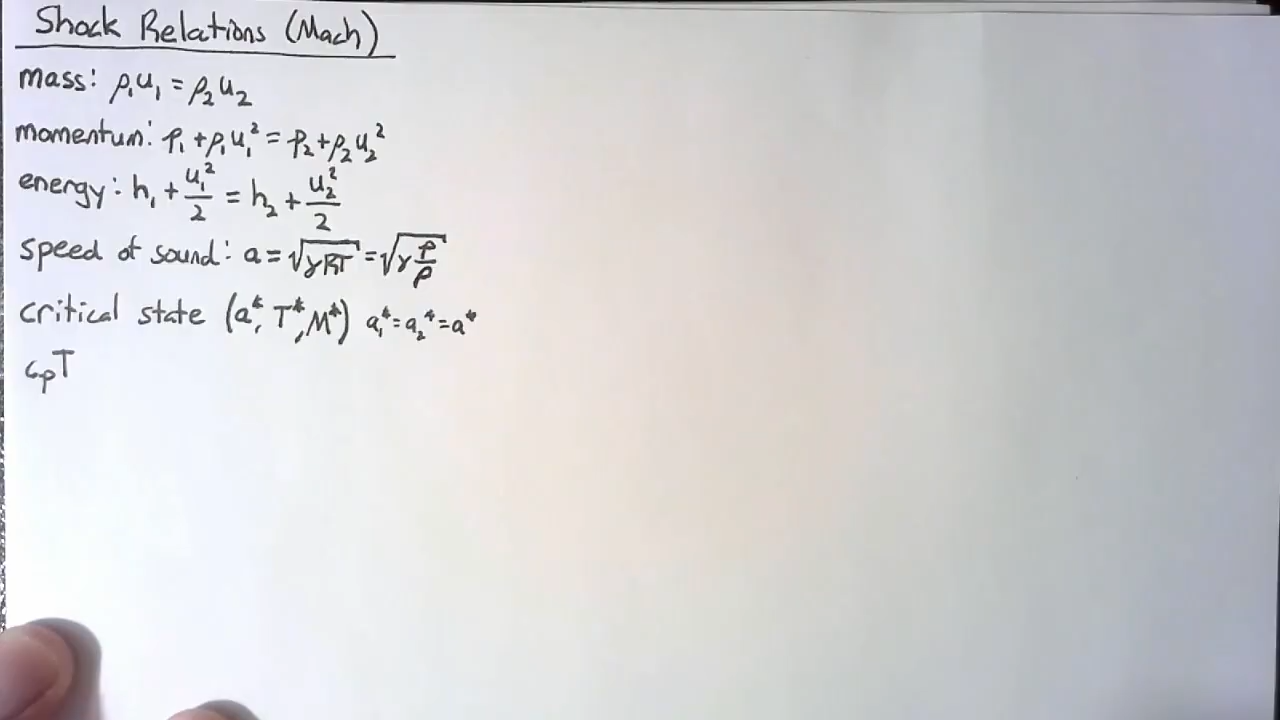 Shock Relations (Mach)
mass: ρ₁u₁ = ρ₂u₂
momentum: p₁ + ρ₁u₁² = p₂ + ρ₂u₂²
energy: h₁ + u₁²/2 = h₂ + u₂²/2
speed of sound: a = √(γRT) = √(γ p/ρ)
critical state (a*, T*, M*) a₁* = a₂* = a*
cₚT